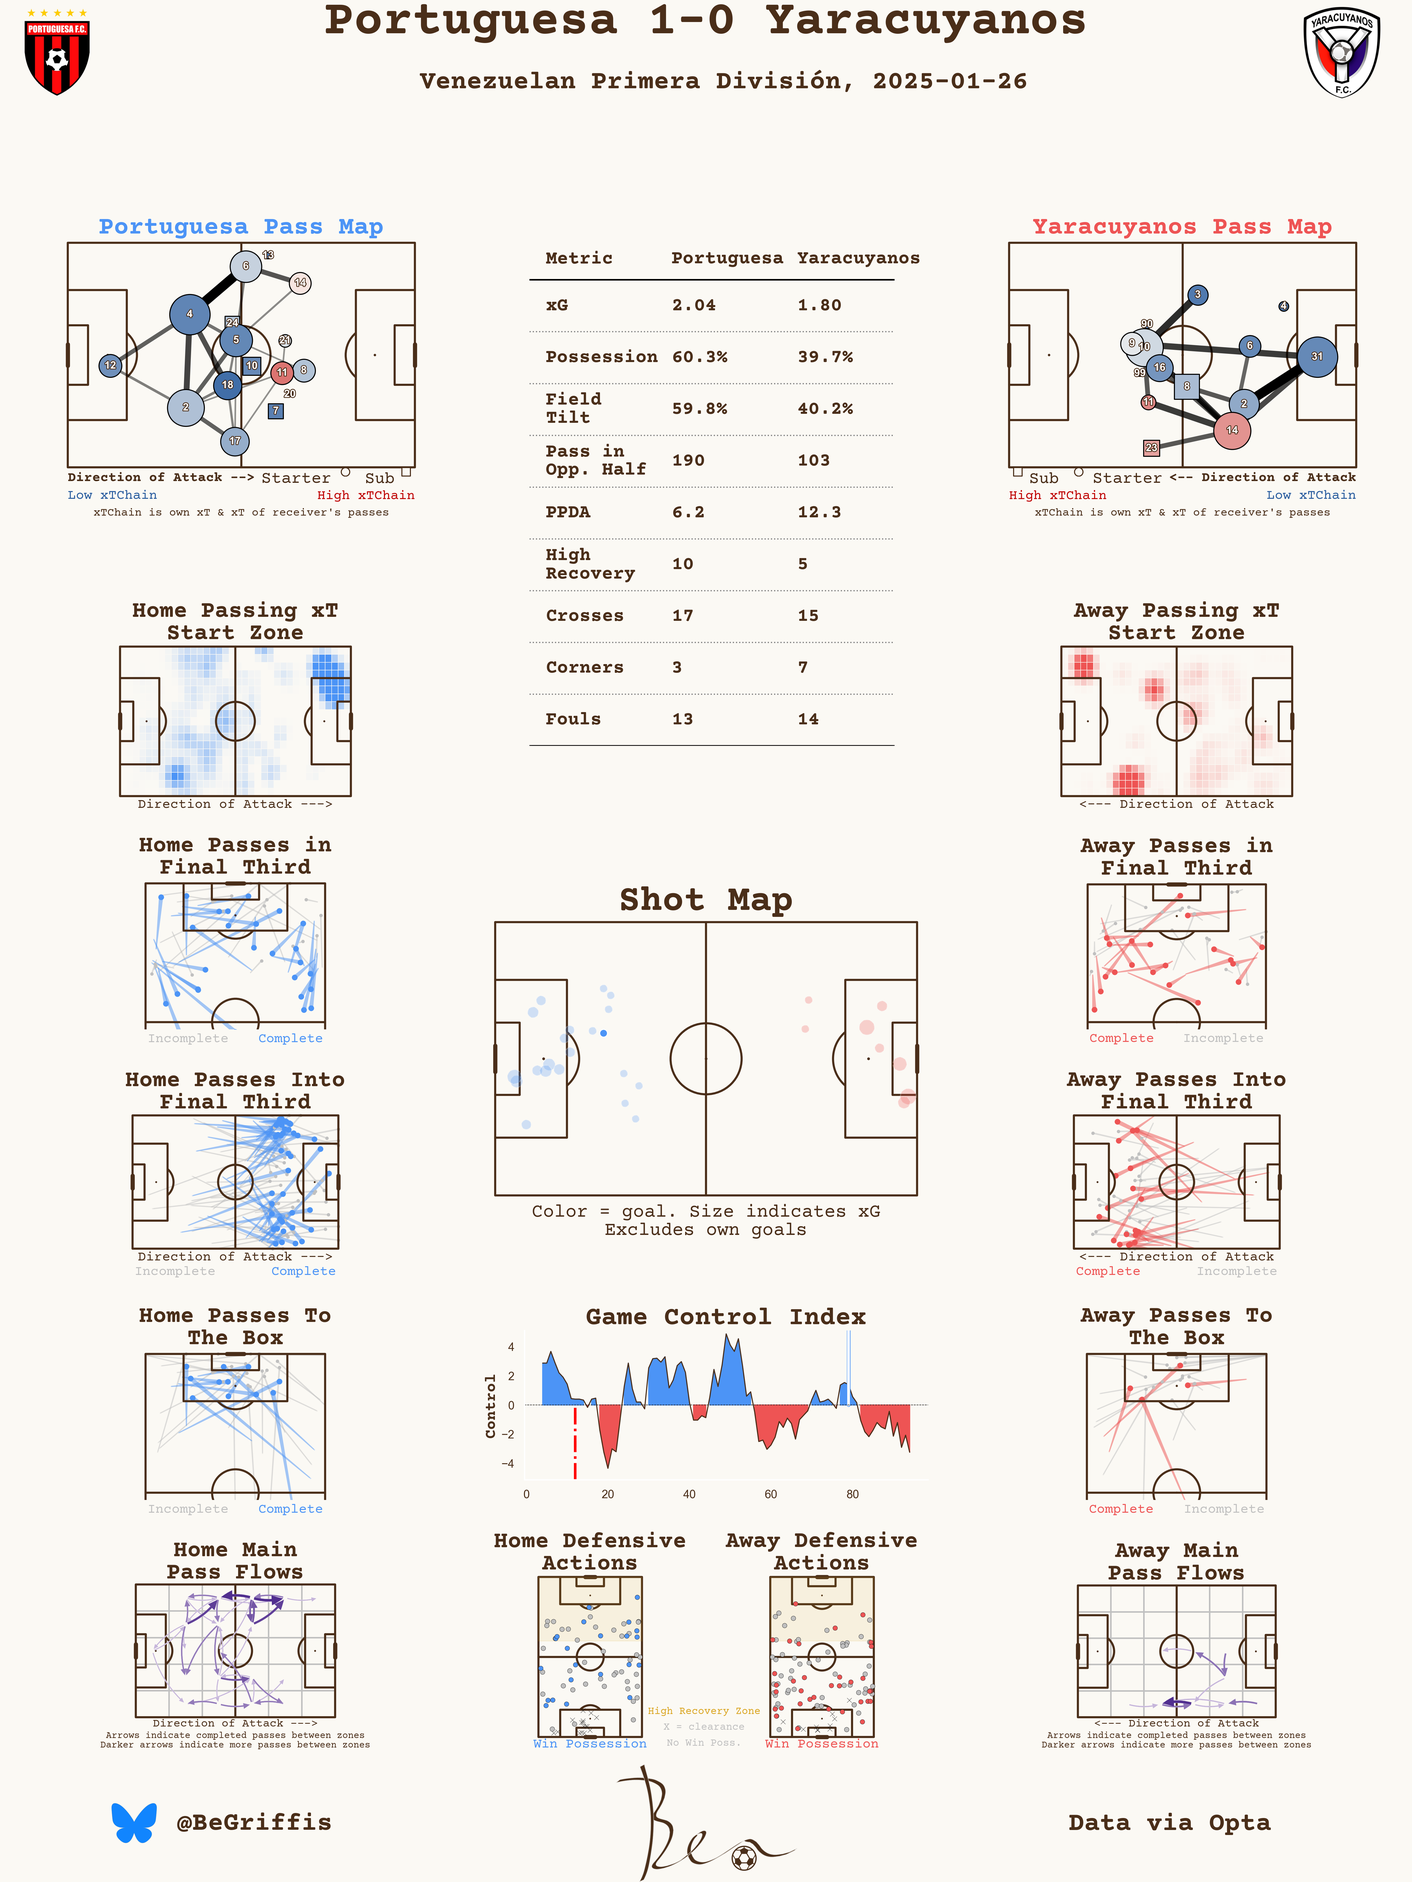 Portuguesa 1-0 Yaracuyanos
Venezuelan Primera División, 2025-01-26
PORTUGUESA F.C.
YARACUYANOS
F.C.
Portuguesa Pass Map
6
13
14
4
24
5
21
12
10
11
8
18
20
2
7
17
Direction of Attack --> Starter Sub
Low xTChain High xTChain
xTChain is own xT & xT of receiver's passes
Metric Portuguesa Yaracuyanos
xG 2.04 1.80
Possession 60.3% 39.7%
Field
Tilt 59.8% 40.2%
Pass in
Opp. Half 190 103
PPDA 6.2 12.3
High
Recovery 10 5
Crosses 17 15
Corners 3 7
Fouls 13 14
Yaracuyanos Pass Map
3
4
90
9
10
6
31
99
16
8
11
2
14
23
Sub Starter <-- Direction of Attack
High xTChain Low xTChain
xTChain is own xT & xT of receiver's passes
Home Passing xT
Start Zone
Direction of Attack --->
Away Passing xT
Start Zone
<--- Direction of Attack
Home Passes in
Final Third
Incomplete Complete
Away Passes in
Final Third
Complete Incomplete
Shot Map
Color = goal. Size indicates xG
Excludes own goals
Home Passes Into
Final Third
Direction of Attack --->
Incomplete Complete
Away Passes Into
Final Third
<--- Direction of Attack
Complete Incomplete
Home Passes To
The Box
Incomplete Complete
Game Control Index
Control
4
2
0
−2
−4
0 20 40 60 80
Away Passes To
The Box
Complete Incomplete
Home Main
Pass Flows
Direction of Attack --->
Arrows indicate completed passes between zones
Darker arrows indicate more passes between zones
Home Defensive
Actions
Win Possession
Away Defensive
Actions
Win Possession
High Recovery Zone
X = clearance
No Win Poss.
Away Main
Pass Flows
<--- Direction of Attack
Arrows indicate completed passes between zones
Darker arrows indicate more passes between zones
@BeGriffis
Ben
Data via Opta